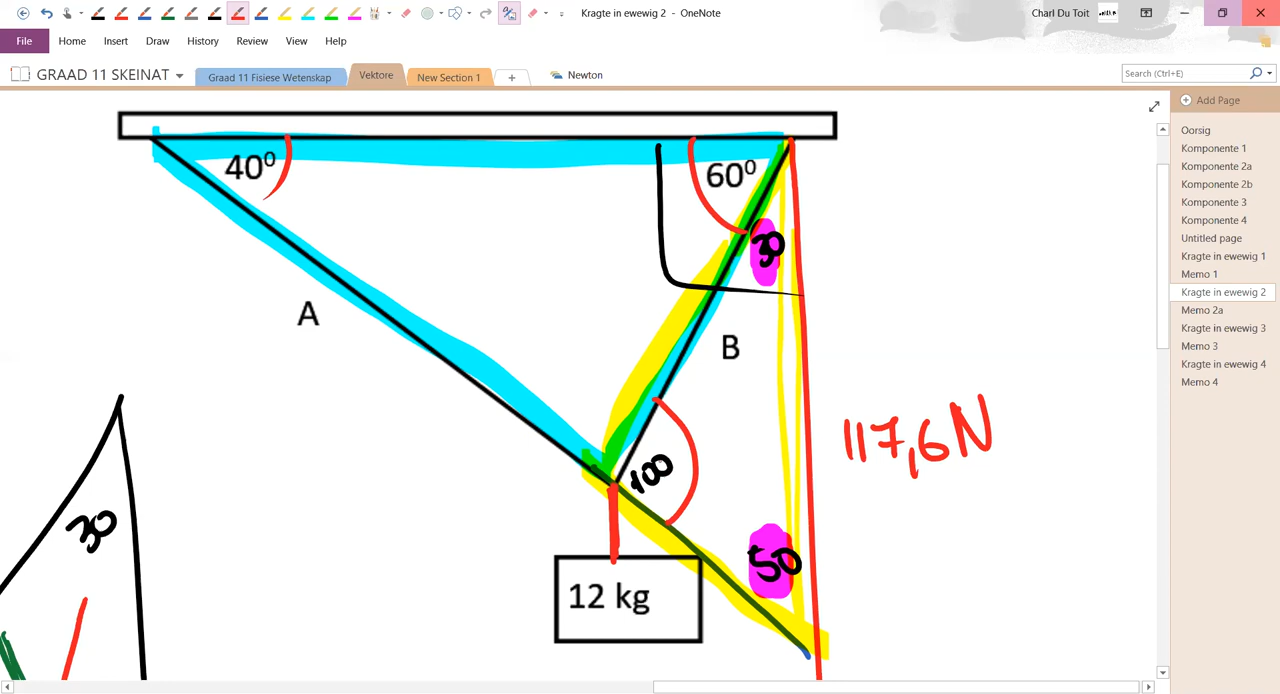 Kragte in ewewig 2 - OneNote
Charl Du Toit
File Home Insert Draw History Review View Help
GRAAD 11 SKEINAT
Graad 11 Fisiese Wetenskap
Vektore
New Section 1
Newton
Search (Ctrl+E)
Add Page
Oorsig
Komponente 1
Komponente 2a
Komponente 2b
Komponente 3
Komponente 4
Untitled page
Kragte in ewewig 1
Memo 1
Kragte in ewewig 2
Memo 2a
Kragte in ewewig 3
Memo 3
Kragte in ewewig 4
Memo 4
40⁰
60⁰
30
A
B
117,6N
100
30
50
12 kg